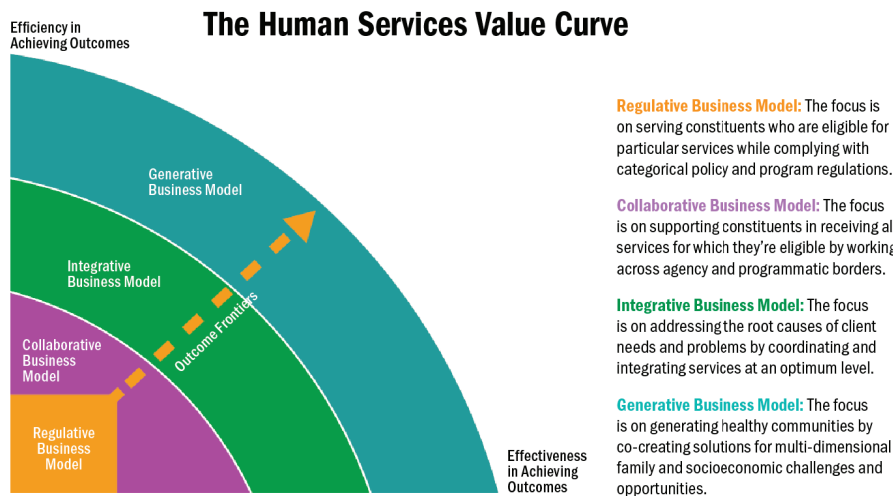 The Human Services Value Curve
Efficiency in
Achieving Outcomes
Generative
Business Model
Integrative
Business Model
Outcome Frontiers
Collaborative
Business
Model
Regulative
Business
Model
Effectiveness
in Achieving
Outcomes
Regulative Business Model: The focus is
on serving constituents who are eligible for
particular services while complying with
categorical policy and program regulations.
Collaborative Business Model: The focus
is on supporting constituents in receiving al
services for which they're eligible by working
across agency and programmatic borders.
Integrative Business Model: The focus
is on addressing the root causes of client
needs and problems by coordinating and
integrating services at an optimum level.
Generative Business Model: The focus
is on generating healthy communities by
co-creating solutions for multi-dimensional
family and socioeconomic challenges and
opportunities.